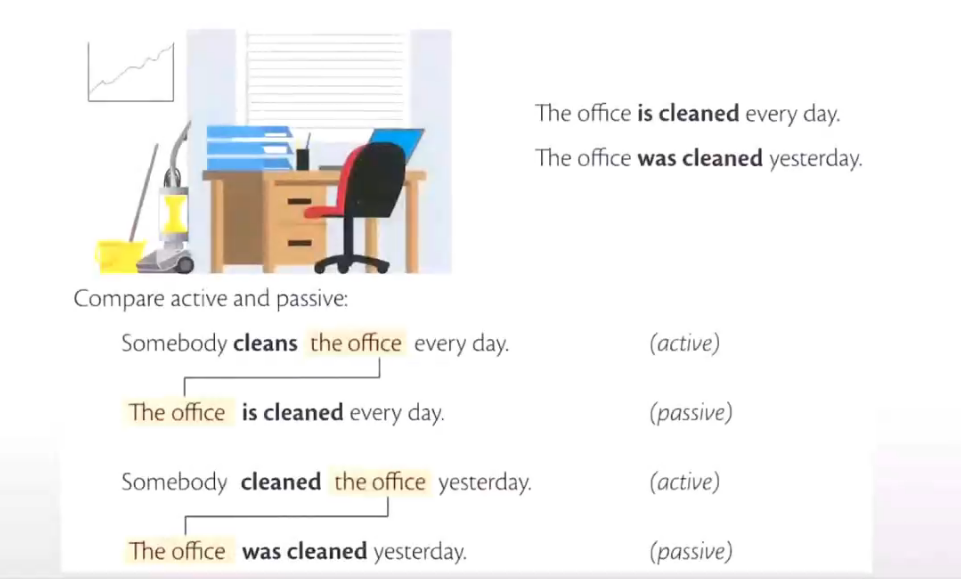 The office is cleaned every day.
The office was cleaned yesterday.
Compare active and passive:
Somebody cleans the office every day. (active)
The office is cleaned every day. (passive)
Somebody cleaned the office yesterday. (active)
The office was cleaned yesterday. (passive)